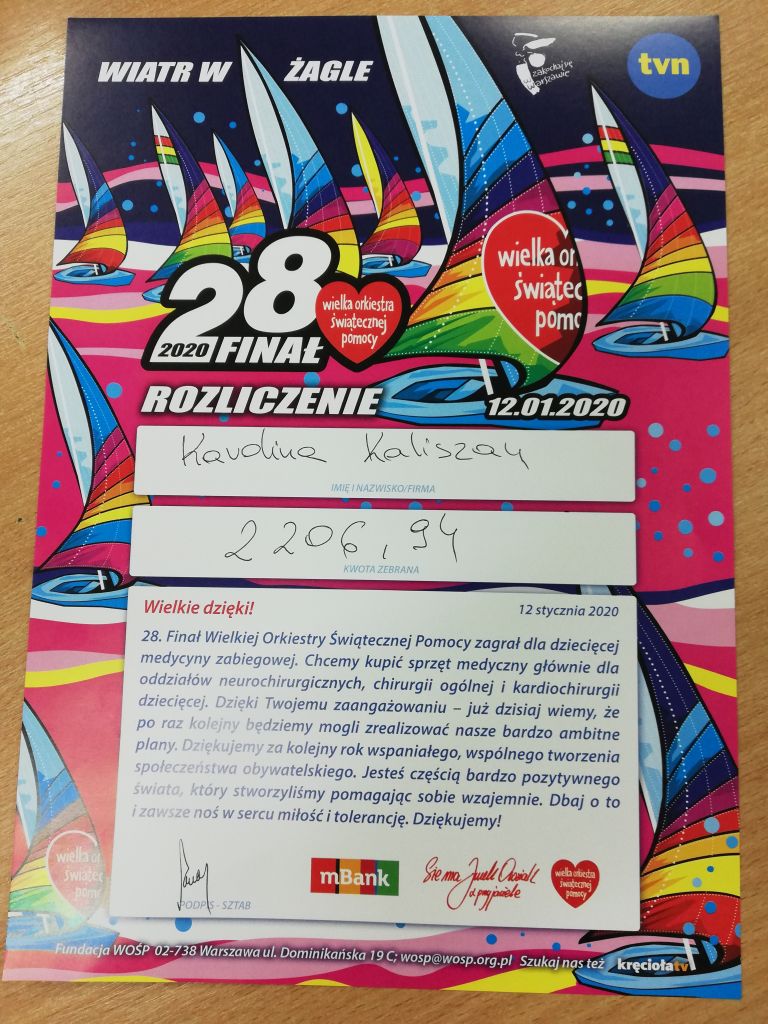 WIATR W ŻAGLE
zakochaj się
w Warszawie
tvn
wielka or
świątec
pomo
28
2020 FINAŁ
wielka orkiestra
świątecznej
pomocy
ROZLICZENIE
12.01.2020
Karolina Kaliszan
IMIĘ I NAZWISKO/FIRMA
2206,94
KWOTA ZEBRANA
Wielkie dzięki!
12 stycznia 2020
28. Finał Wielkiej Orkiestry Świątecznej Pomocy zagrał dla dziecięcej
medycyny zabiegowej. Chcemy kupić sprzęt medyczny głównie dla
oddziałów neurochirurgicznych, chirurgii ogólnej i kardiochirurgii
dziecięcej. Dzięki Twojemu zaangażowaniu – już dzisiaj wiemy, że
po raz kolejny będziemy mogli zrealizować nasze bardzo ambitne
plany. Dziękujemy za kolejny rok wspaniałego, wspólnego tworzenia
społeczeństwa obywatelskiego. Jesteś częścią bardzo pozytywnego
świata, który stworzyliśmy pomagając sobie wzajemnie. Dbaj o to
i zawsze noś w sercu miłość i tolerancję. Dziękujemy!
PODPIS - SZTAB
mBank
Sie ma Jurek Owsiak
z przyjaciele
wielka orkiestra
świątecznej
pomocy
wielka or
świątec
pomo
Fundacja WOŚP 02-738 Warszawa ul. Dominikańska 19 C; wosp@wosp.org.pl Szukaj nas też kręciołatv